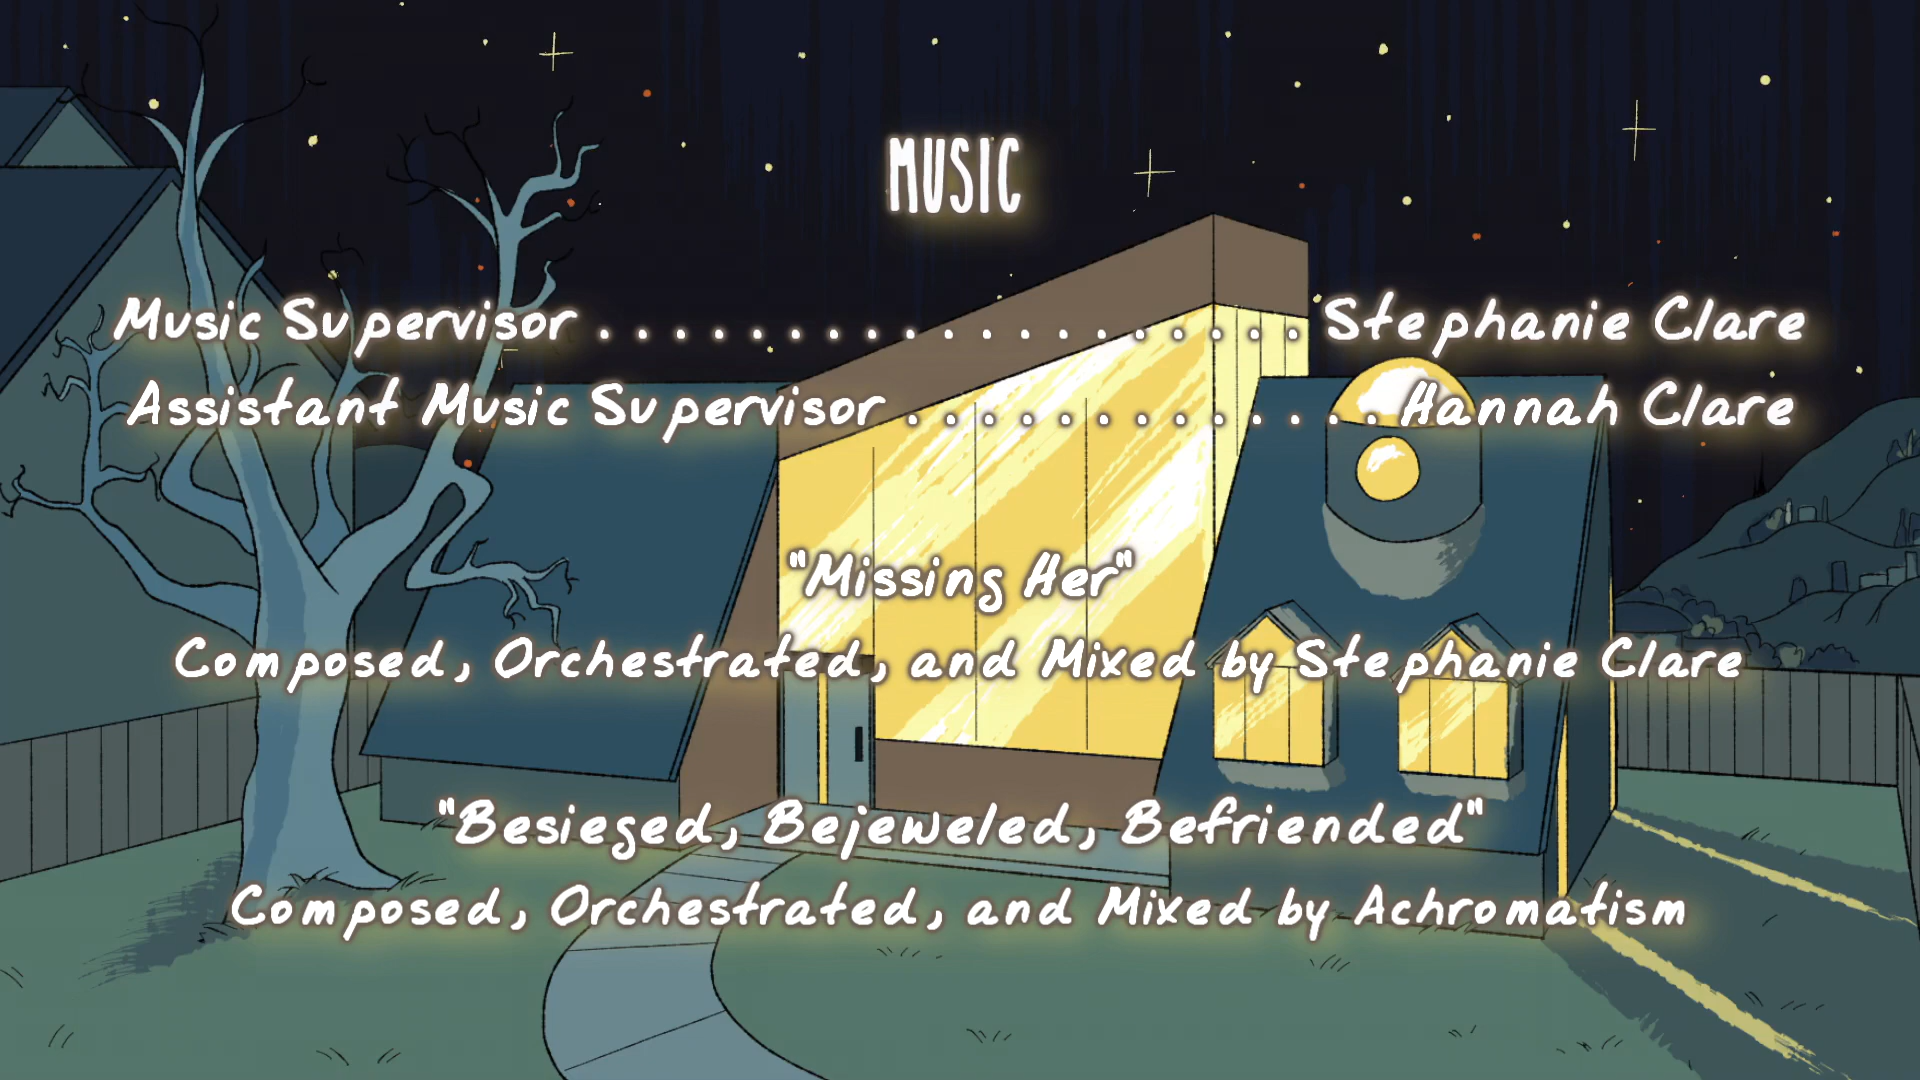 MUSIC
Music Supervisor . . . . . . . . . . . . . . . . . . . Stephanie Clare
Assistant Music Supervisor . . . . . . . . . . . . . Hannah Clare
"Missing Her"
Composed, Orchestrated, and Mixed by Stephanie Clare
"Besieged, Bejeweled, Befriended"
Composed, Orchestrated, and Mixed by Achromatism